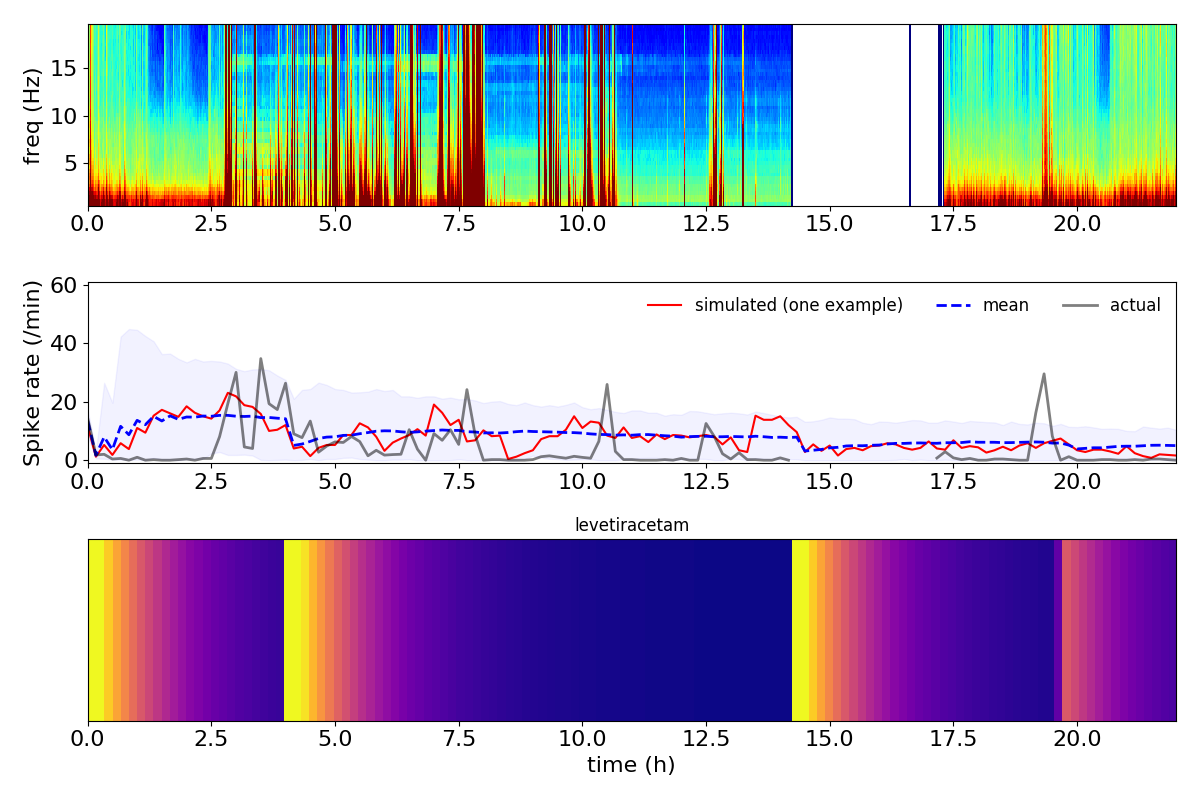 15
10
5
freq (Hz)
0.0 2.5 5.0 7.5 10.0 12.5 15.0 17.5 20.0
60
40
20
0
Spike rate (/min)
simulated (one example) mean actual
0.0 2.5 5.0 7.5 10.0 12.5 15.0 17.5 20.0
levetiracetam
0.0 2.5 5.0 7.5 10.0 12.5 15.0 17.5 20.0
time (h)